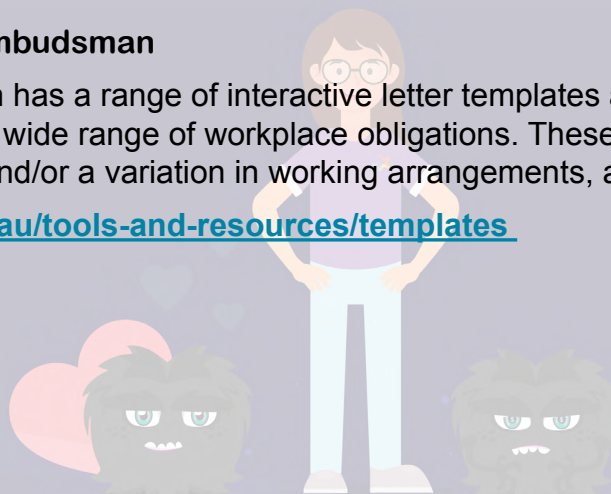 mbudsman
has a range of interactive letter templates
wide range of workplace obligations. These
nd/or a variation in working arrangements, a
au/tools-and-resources/templates